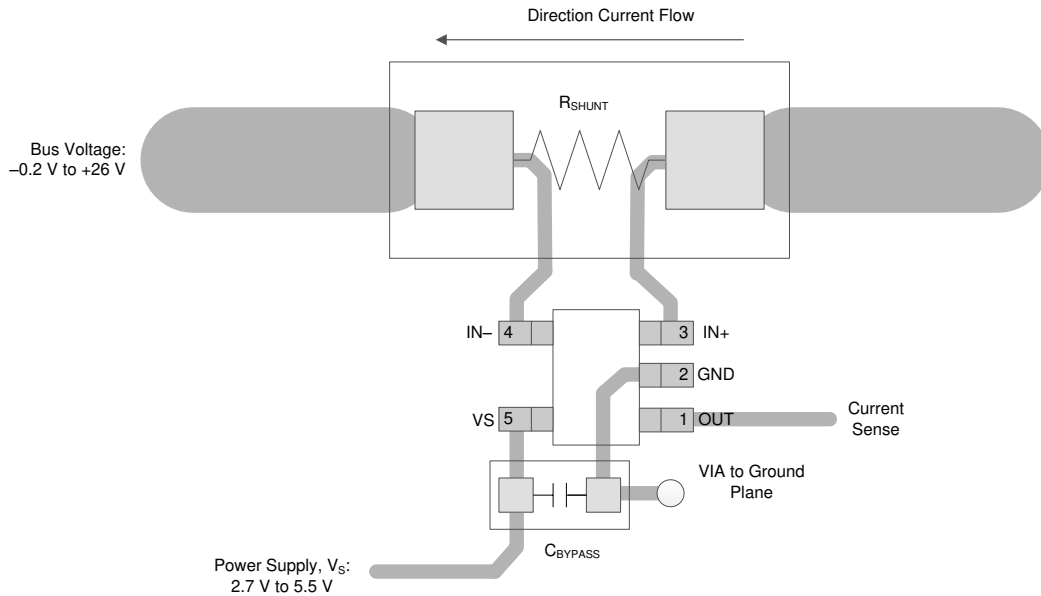 Direction Current Flow
RSHUNT
Bus Voltage:
–0.2 V to +26 V
IN–
4
3
IN+
2
GND
VS
5
1
OUT
Current
Sense
VIA to Ground
Plane
CBYPASS
Power Supply, VS:
2.7 V to 5.5 V